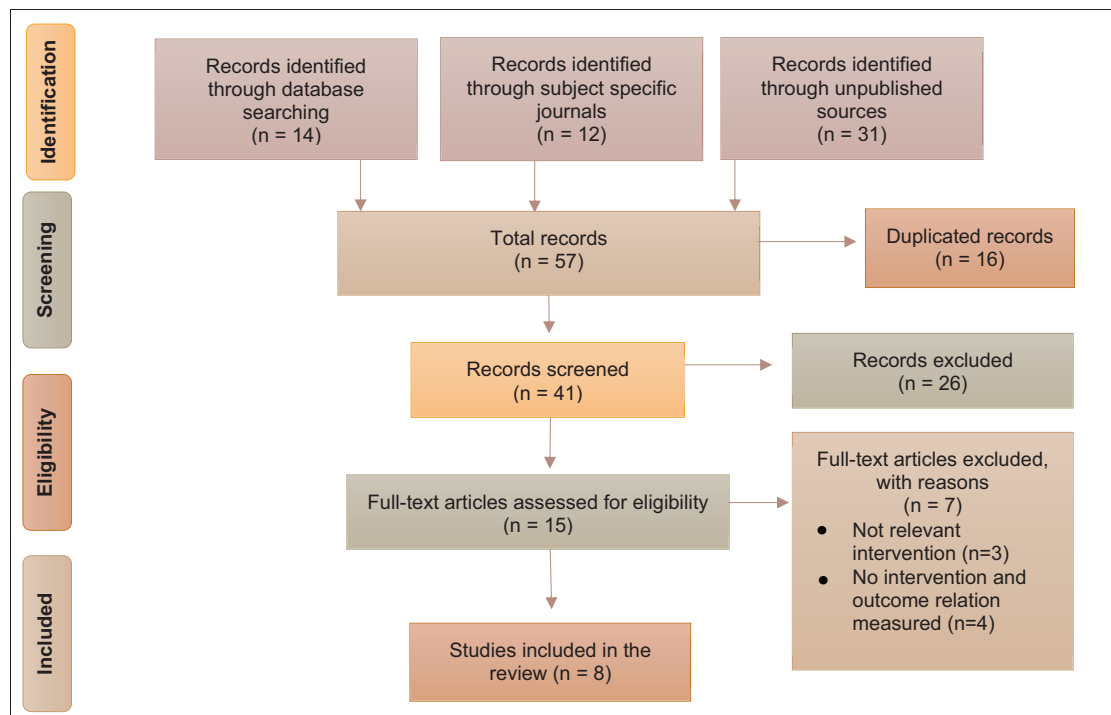 Identification
Records identified
through database
searching
(n = 14)
Records identified
through subject specific
journals
(n = 12)
Records identified
through unpublished
sources
(n = 31)
Screening
Total records
(n = 57)
Duplicated records
(n = 16)
Records screened
(n = 41)
Records excluded
(n = 26)
Eligibility
Full-text articles assessed for eligibility
(n = 15)
Full-text articles excluded,
with reasons
(n = 7)
● Not relevant
intervention (n=3)
● No intervention and
outcome relation
measured (n=4)
Included
Studies included in the
review (n = 8)